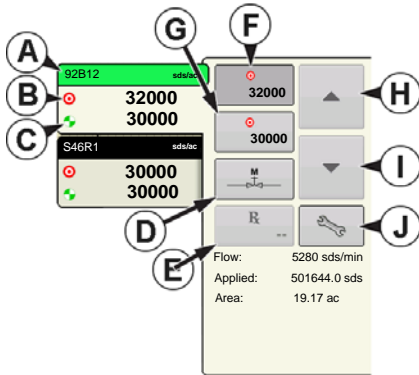 A
92B12 sds/ac
B
32000
C
30000
S46R1 sds/ac
30000
30000
G
F
32000
30000
M
D
R
--
E
H
I
J
Flow: 5280 sds/min
Applied: 501644.0 sds
Area: 19.17 ac